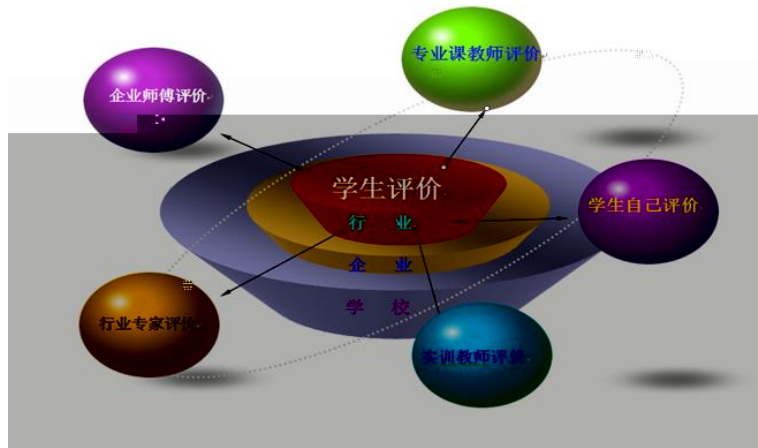 专业课教师评价
企业师傅评价
学生评价
学生自己评价
行 业
企 业
学 校
行业专家评价
实训教师评价